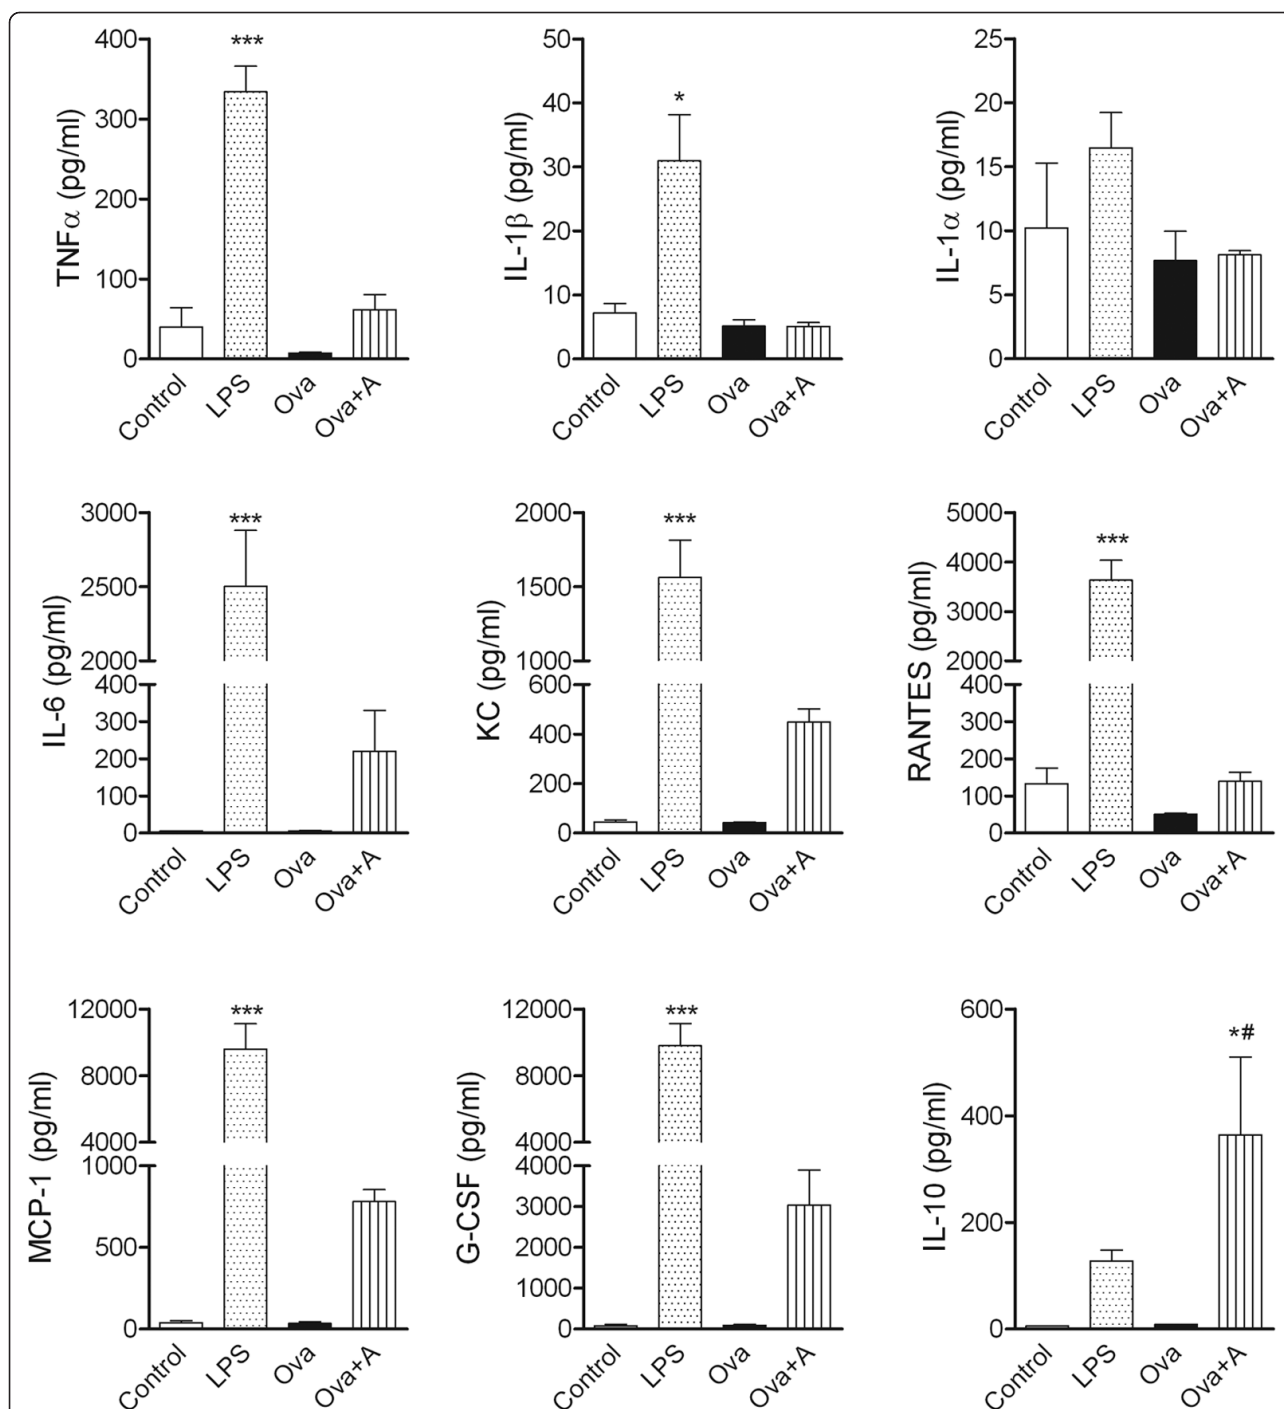 TNFα (pg/ml)
400
300
200
100
0
***
Control
LPS
Ova
Ova+A
IL-1β (pg/ml)
50
40
30
20
10
0
*
Control
LPS
Ova
Ova+A
IL-1α (pg/ml)
25
20
15
10
5
0
Control
LPS
Ova
Ova+A
IL-6 (pg/ml)
3000
2500
2000
400
300
200
100
0
***
Control
LPS
Ova
Ova+A
KC (pg/ml)
2000
1500
1000
600
400
200
0
***
Control
LPS
Ova
Ova+A
RANTES (pg/ml)
5000
4000
3000
2000
400
300
200
100
0
***
Control
LPS
Ova
Ova+A
MCP-1 (pg/ml)
12000
8000
4000
1000
500
0
***
Control
LPS
Ova
Ova+A
G-CSF (pg/ml)
12000
8000
4000
4000
3000
2000
1000
0
***
Control
LPS
Ova
Ova+A
IL-10 (pg/ml)
600
400
200
0
*#
Control
LPS
Ova
Ova+A